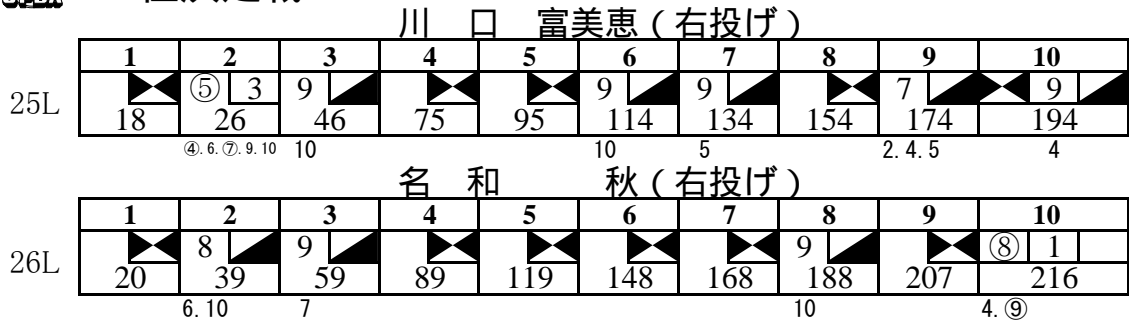 川 口 富美恵（右投げ）
1 2 3 4 5 6 7 8 9 10
25L ⑤ 3 9 9 9 7 9
18 26 46 75 95 114 134 154 174 194
④. 6. ⑦. 9. 10 10 10 5 2. 4. 5 4
名 和 秋（右投げ）
1 2 3 4 5 6 7 8 9 10
26L 8 9 9 ⑧ 1
20 39 59 89 119 148 168 188 207 216
6. 10 7 10 4. ⑨